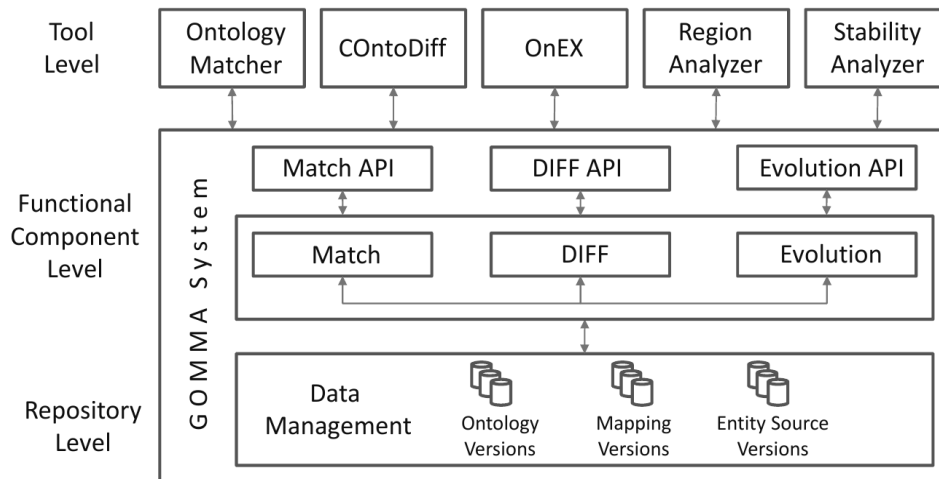 Tool
Level
Ontology
Matcher
COntoDiff
OnEX
Region
Analyzer
Stability
Analyzer
Functional
Component
Level
GOMMA System
Match API
DIFF API
Evolution API
Match
DIFF
Evolution
Repository
Level
Data
Management
Ontology
Versions
Mapping
Versions
Entity Source
Versions